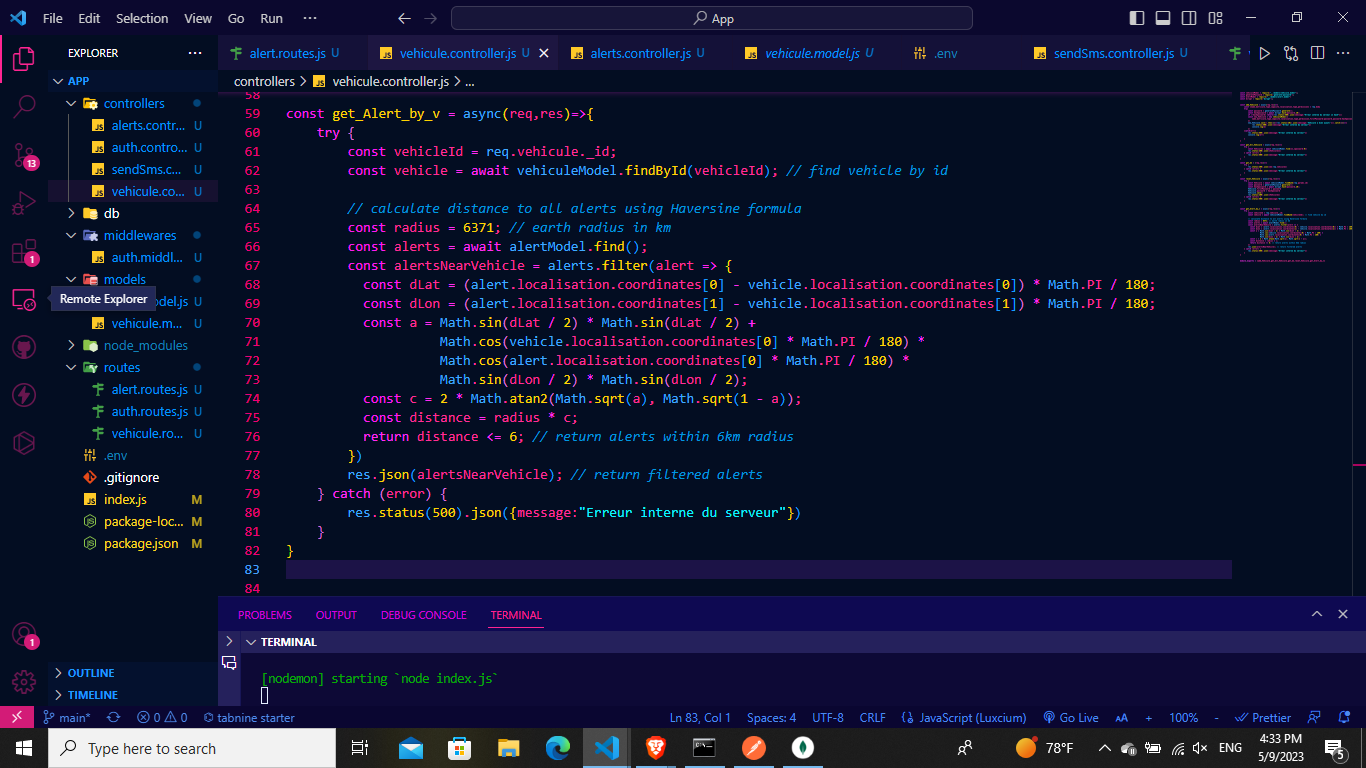 File Edit Selection View Go Run ··· App
EXPLORER ···
APP
controllers
alerts.contr... U
auth.contro... U
sendSms.c... U
vehicule.co... U
db
middlewares
auth.middl... U
models
Remote Explorer odel.js U
vehicule.m... U
node_modules
routes
alert.routes.js U
auth.routes.js U
vehicule.ro... U
.env
.gitignore
index.js M
package-loc... M
package.json M
OUTLINE
TIMELINE
13
1
1
alert.routes.js U vehicule.controller.js U alerts.controller.js U vehicule.model.js U .env sendSms.controller.js U
controllers > vehicule.controller.js > ...
58
59 const get_Alert_by_v = async(req,res)=>{
60 try {
61 const vehicleId = req.vehicule._id;
62 const vehicle = await vehiculeModel.findById(vehicleId); // find vehicle by id
63
64 // calculate distance to all alerts using Haversine formula
65 const radius = 6371; // earth radius in km
66 const alerts = await alertModel.find();
67 const alertsNearVehicle = alerts.filter(alert => {
68 const dLat = (alert.localisation.coordinates[0] - vehicle.localisation.coordinates[0]) * Math.PI / 180;
69 const dLon = (alert.localisation.coordinates[1] - vehicle.localisation.coordinates[1]) * Math.PI / 180;
70 const a = Math.sin(dLat / 2) * Math.sin(dLat / 2) +
71 Math.cos(vehicle.localisation.coordinates[0] * Math.PI / 180) *
72 Math.cos(alert.localisation.coordinates[0] * Math.PI / 180) *
73 Math.sin(dLon / 2) * Math.sin(dLon / 2);
74 const c = 2 * Math.atan2(Math.sqrt(a), Math.sqrt(1 - a));
75 const distance = radius * c;
76 return distance <= 6; // return alerts within 6km radius
77 })
78 res.json(alertsNearVehicle); // return filtered alerts
79 } catch (error) {
80 res.status(500).json({message:"Erreur interne du serveur"})
81 }
82 }
83
84
PROBLEMS OUTPUT DEBUG CONSOLE TERMINAL
TERMINAL
[nodemon] starting `node index.js`
main* 0 0 tabnine starter Ln 83, Col 1 Spaces: 4 UTF-8 CRLF JavaScript (Luxcium) Go Live AA + 100% - Prettier
Type here to search 78°F ENG 4:33 PM
5/9/2023 5